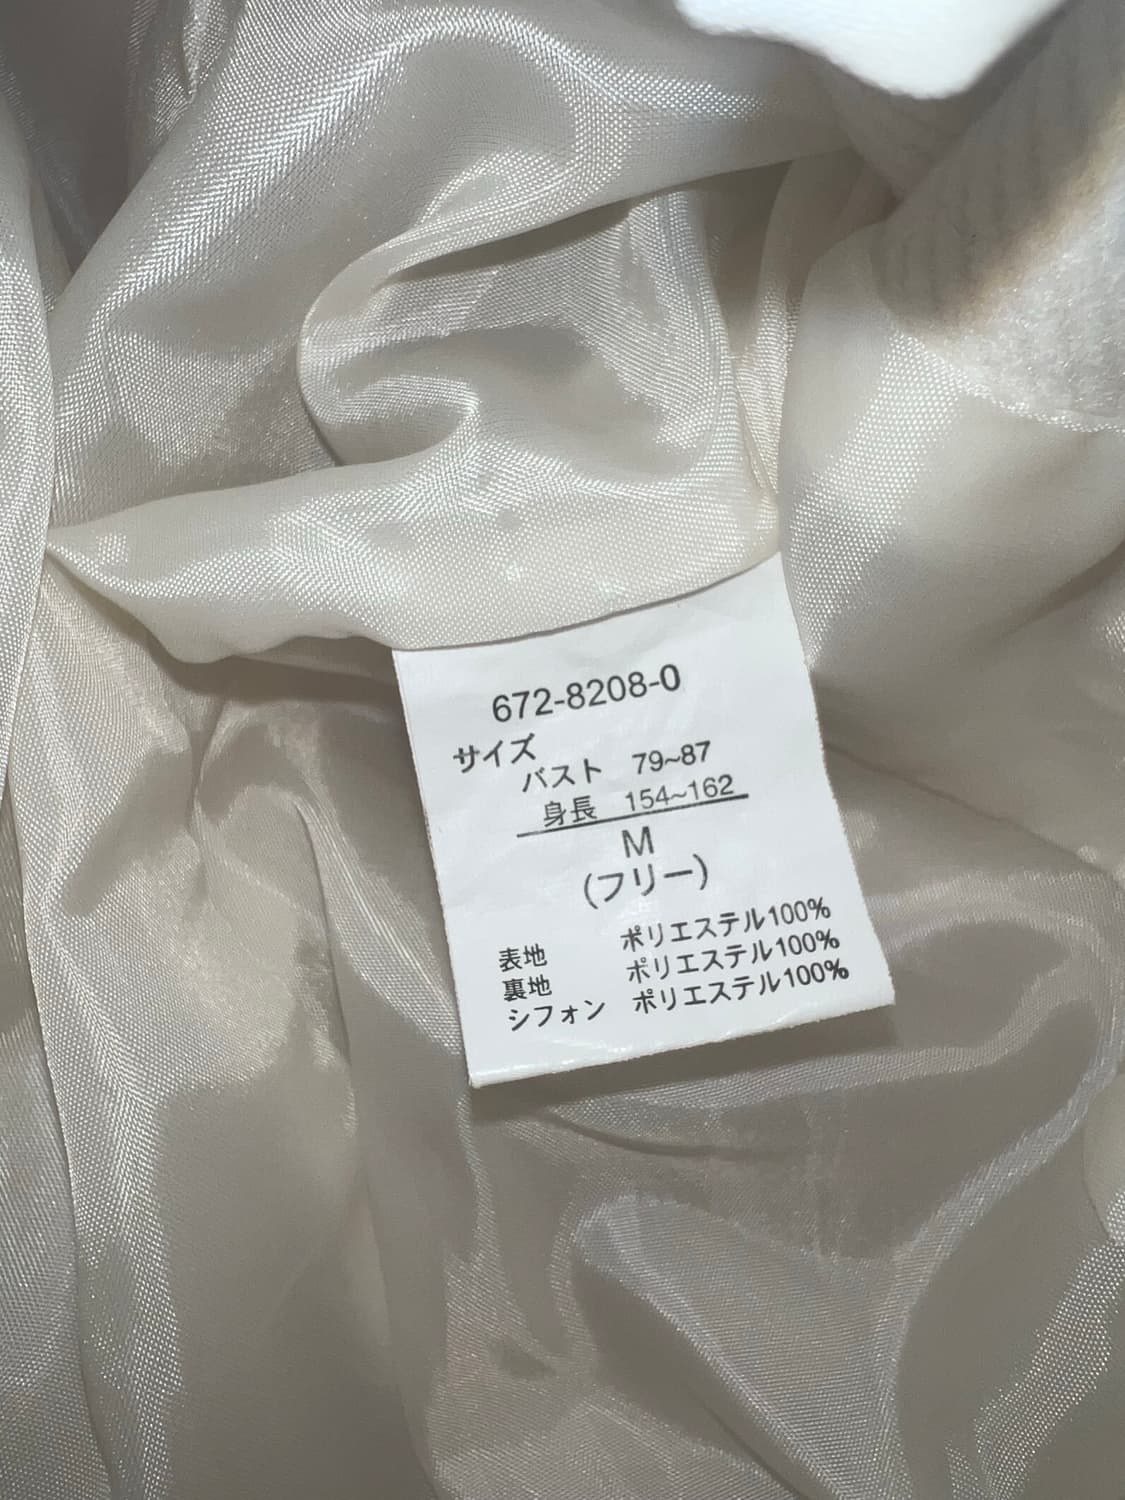 672-8208-0
サイズ
バスト 79~87
身長 154~162
M
(フリー)
表地 ポリエステル100%
裏地 ポリエステル100%
シフォン ポリエステル100%